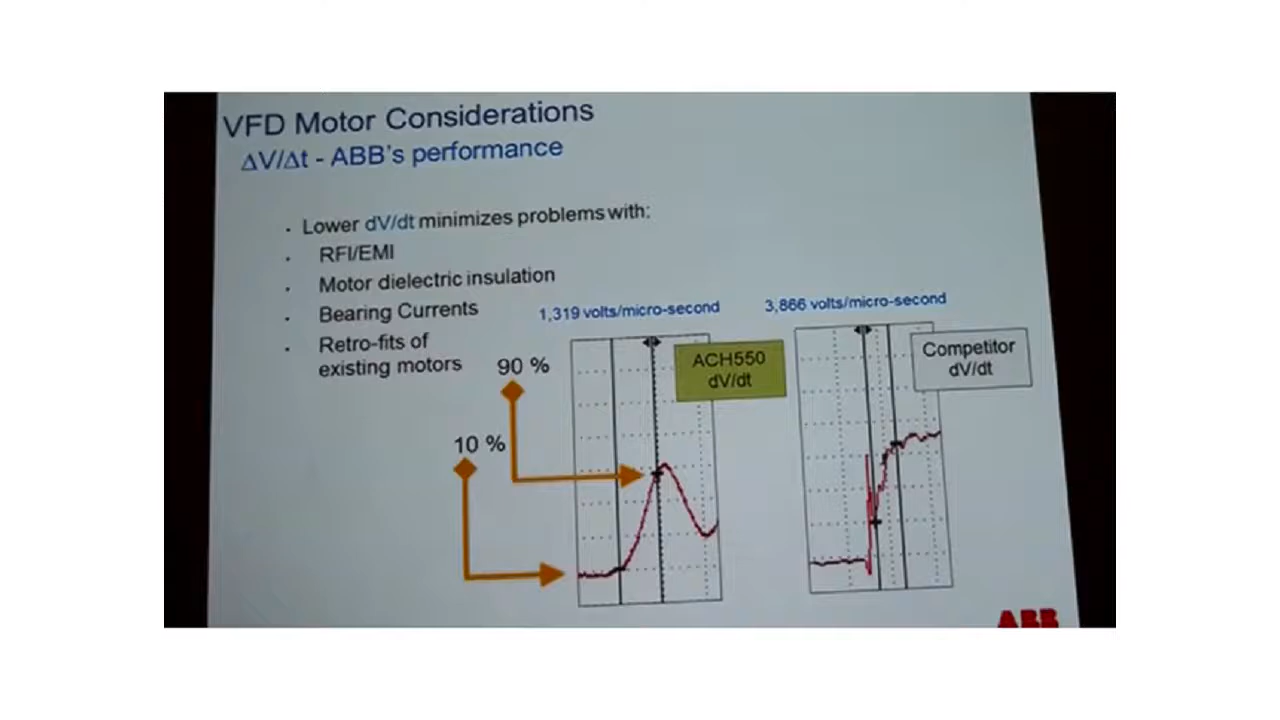 VFD Motor Considerations
ΔV/Δt - ABB's performance
. Lower dV/dt minimizes problems with:
. RFI/EMI
. Motor dielectric insulation
. Bearing Currents
. Retro-fits of
existing motors
1,319 volts/micro-second
3,866 volts/micro-second
90 %
10 %
ACH550
dV/dt
Competitor
dV/dt
ABB